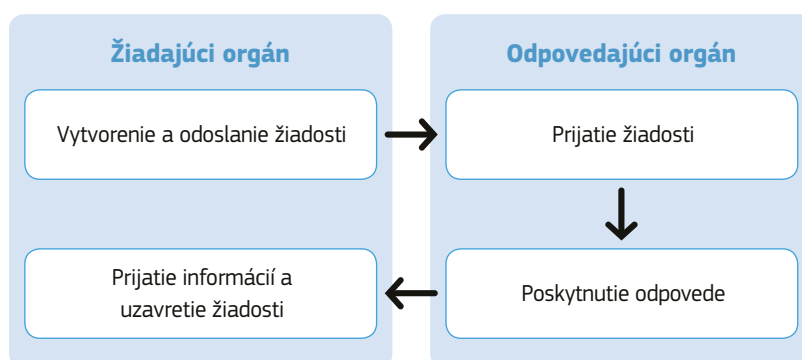 Žiadajúci orgán
Odpovedajúci orgán
Vytvorenie a odoslanie žiadosti
Prijatie žiadosti
Prijatie informácií a
uzavretie žiadosti
Poskytnutie odpovede